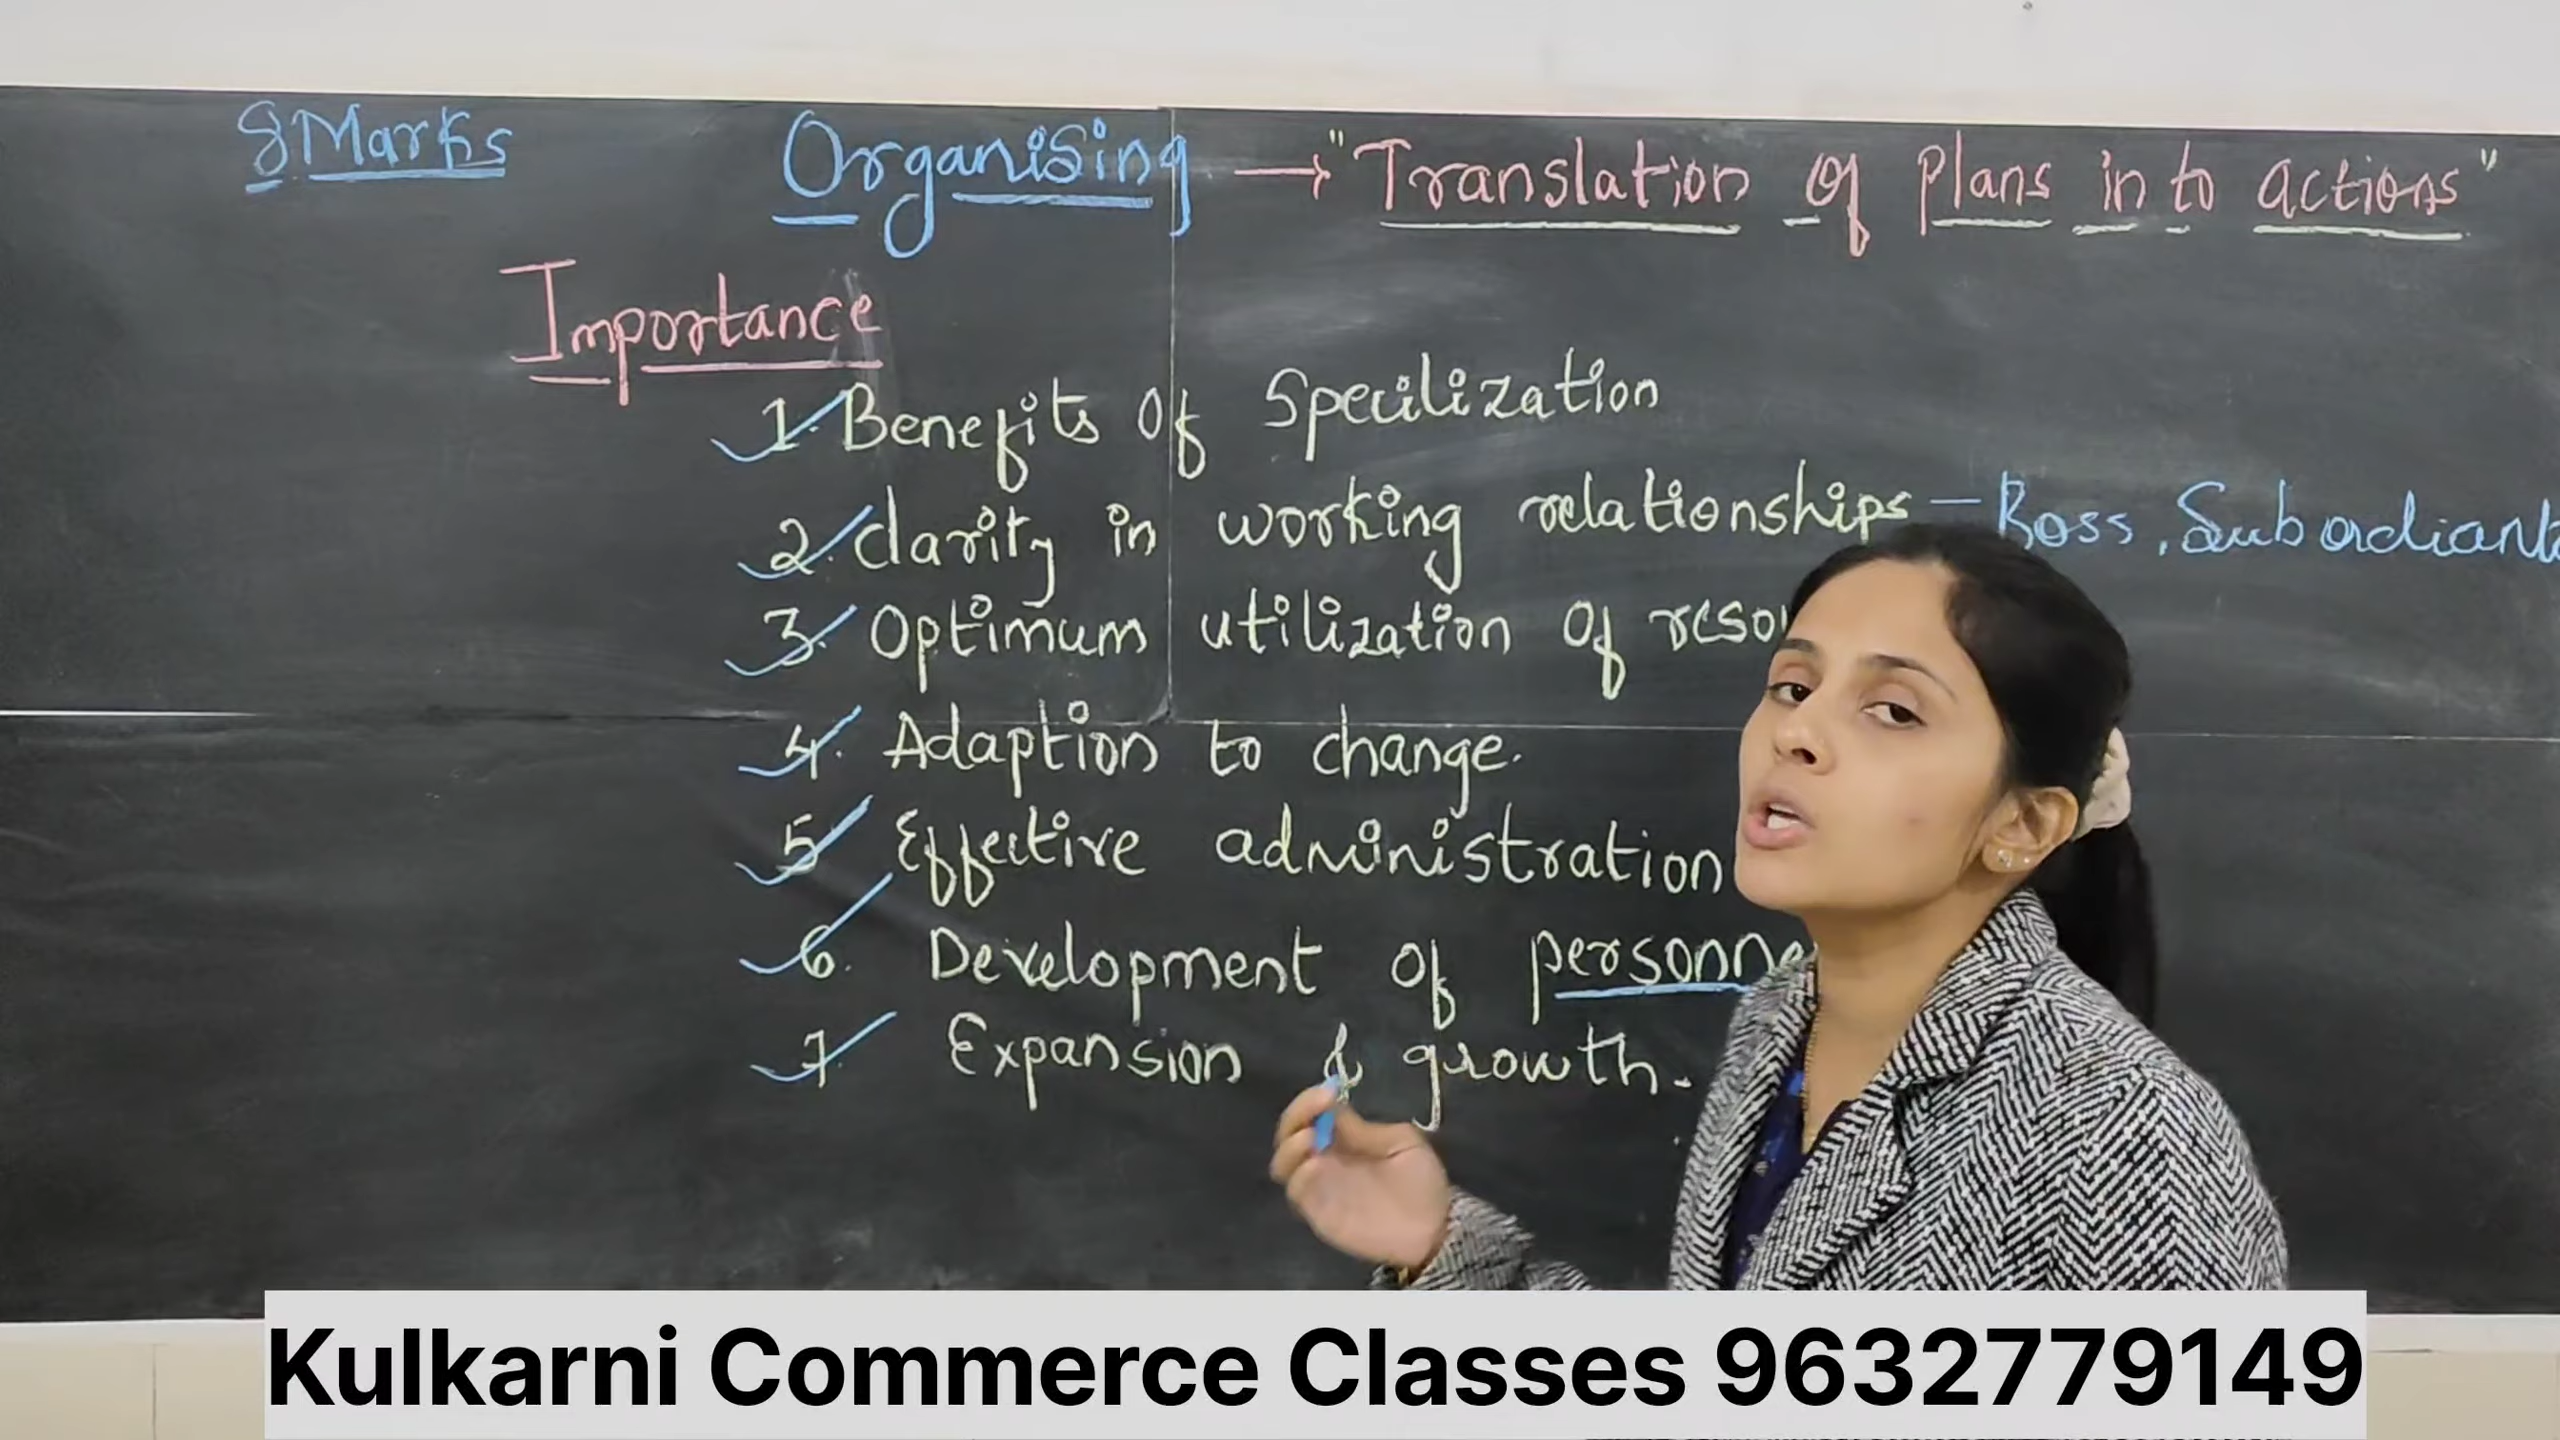 8 Marks
Organising → "Translation of Plans in to actions"
Importance
1. Benefits Of Specilization
2. Clarity in working relationships - Boss, Subordiant
3. Optimum utilization Of
4. Adaption to change.
5 Effective administration
6. Development Of
7. Expansion & growth.
Kulkarni Commerce Classes 9632779149